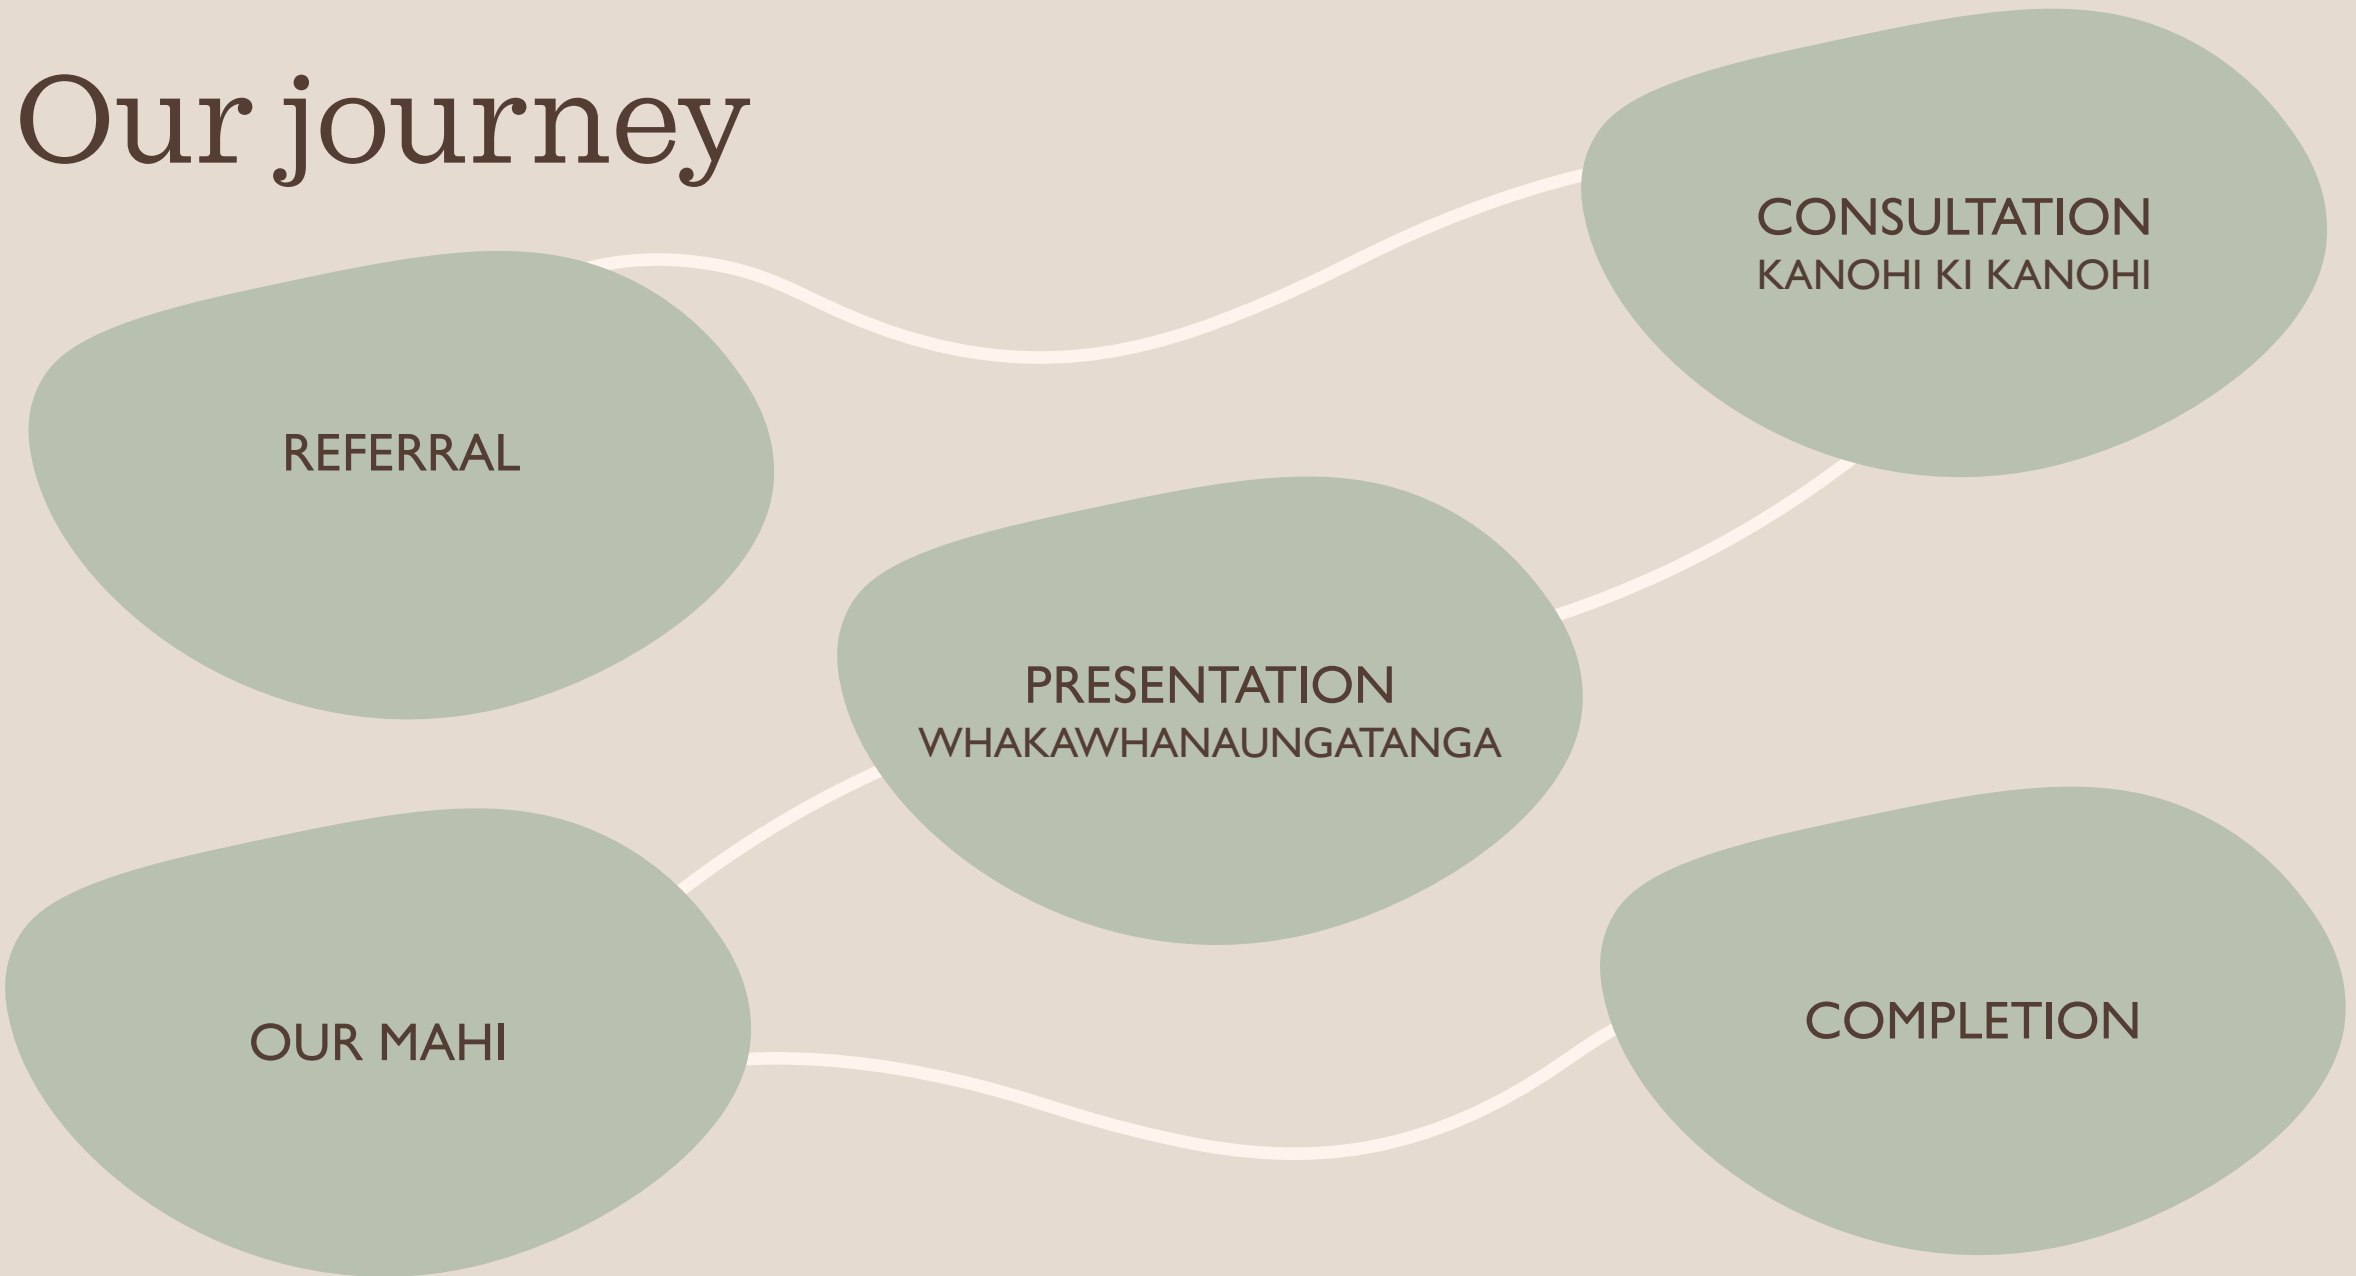 Our journey
REFERRAL
CONSULTATION
KANOHI KI KANOHI
PRESENTATION
WHAKAWHANAUNGATANGA
OUR MAHI
COMPLETION